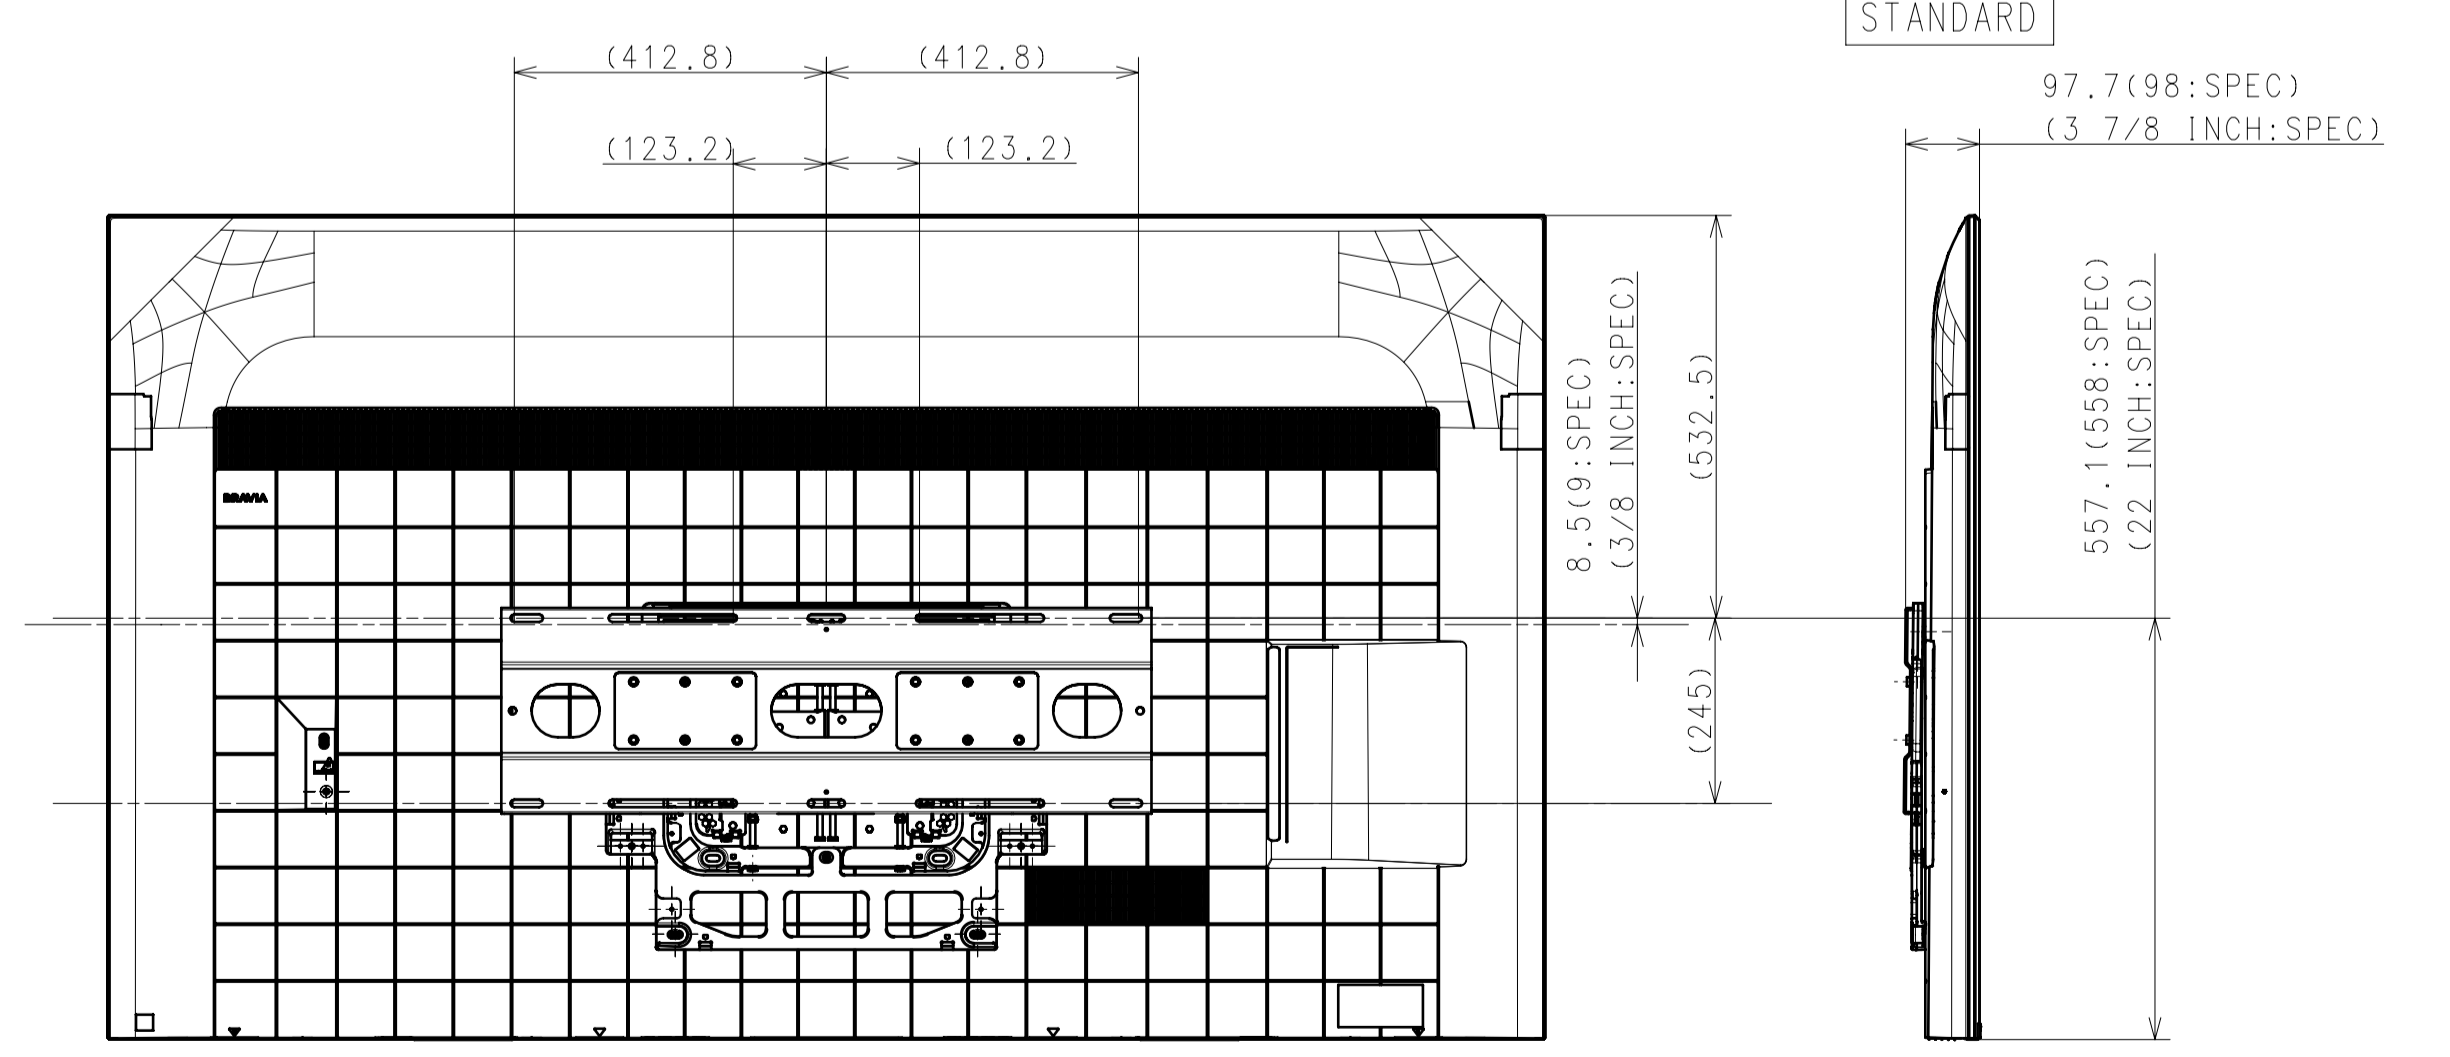 STANDARD
(412.8)
(412.8)
97.7(98:SPEC)
(3 7/8 INCH:SPEC)
(123.2)
(123.2)
8.5(9:SPEC)
(3/8 INCH:SPEC)
(532.5)
557.1(558:SPEC)
(22 INCH:SPEC)
BRAVIA
(245)